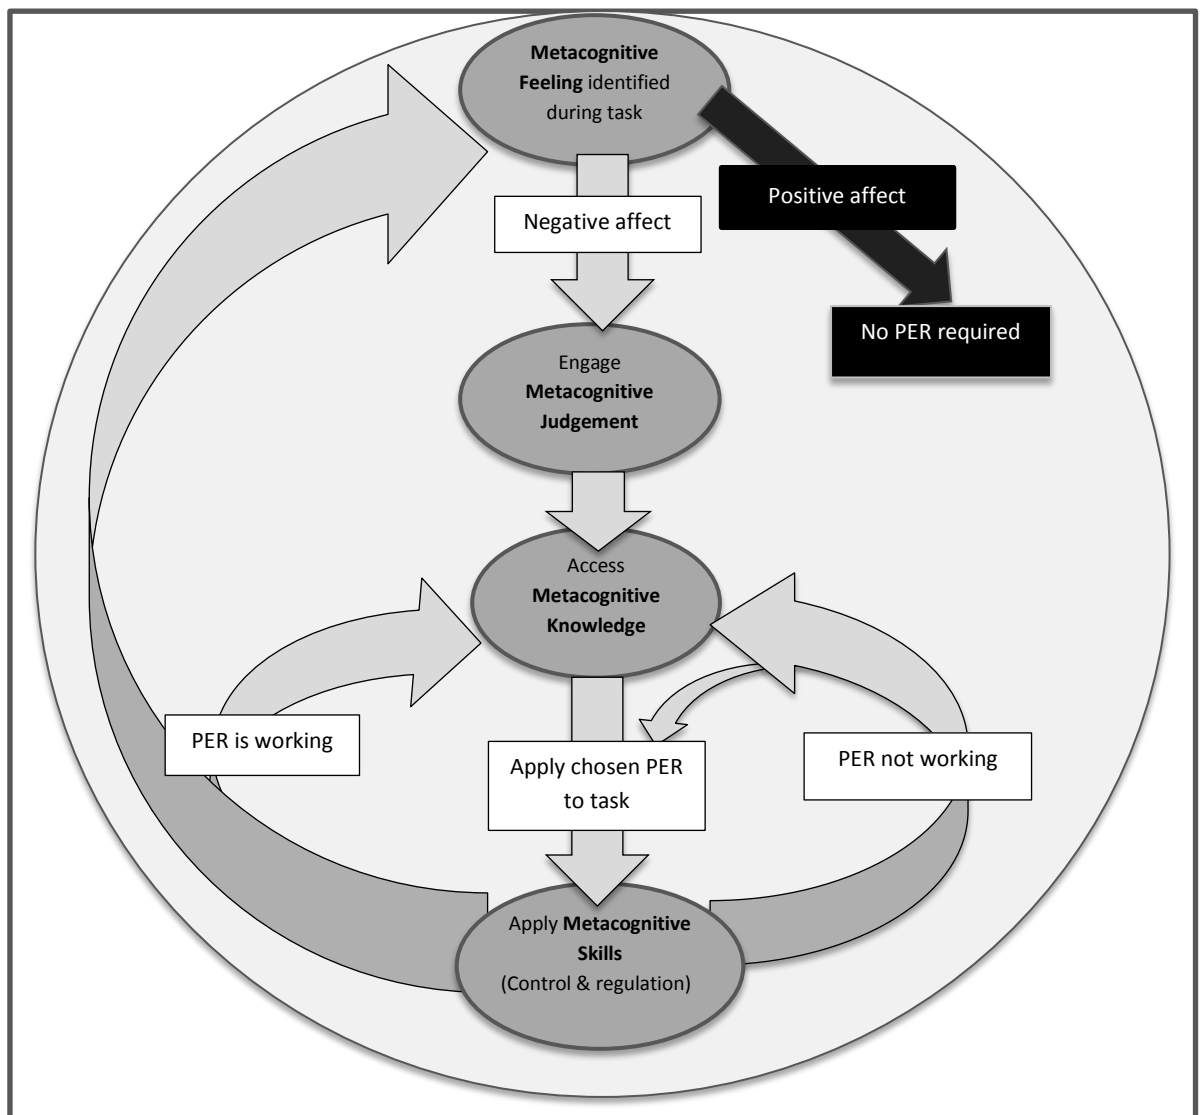 Metacognitive
Feeling identified
during task
Positive affect
Negative affect
No PER required
Engage
Metacognitive
Judgement
Access
Metacognitive
Knowledge
PER is working
Apply chosen PER
to task
PER not working
Apply Metacognitive
Skills
(Control & regulation)